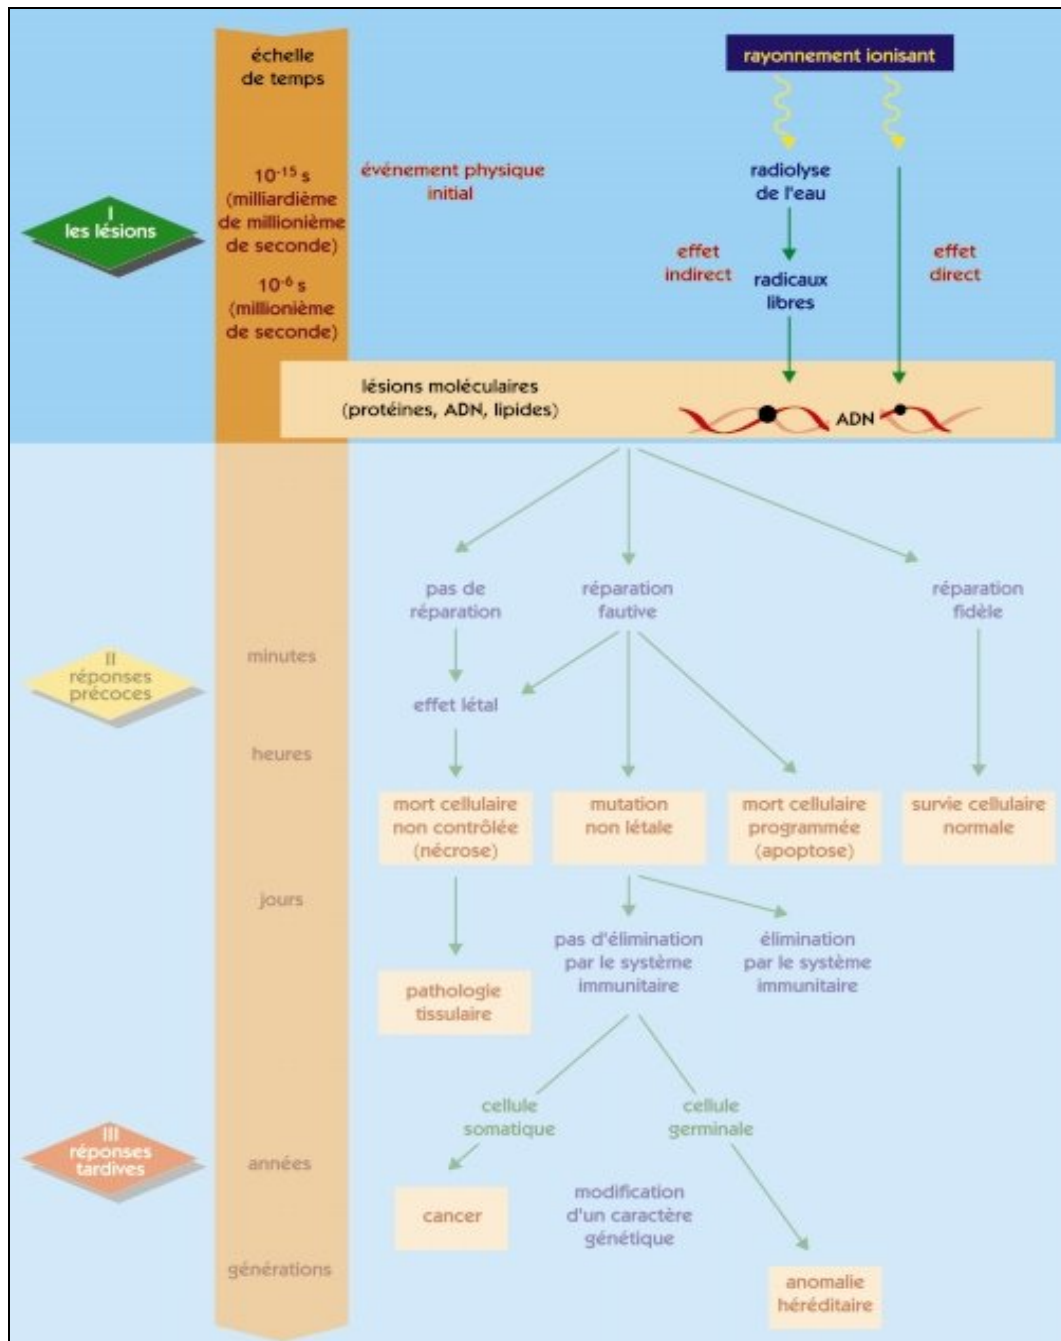 échelle
de temps
rayonnement ionisant
10⁻¹⁵ s
(milliardième
de millionième
de seconde)
événement physique
initial
radiolyse
de l'eau
I
les lésions
effet
indirect
effet
direct
10⁻⁶ s
(millionième
de seconde)
radicaux
libres
lésions moléculaires
(protéines, ADN, lipides)
ADN
pas de
réparation
réparation
fautive
réparation
fidèle
II
réponses
précoces
minutes
effet létal
heures
mort cellulaire
non contrôlée
(nécrose)
mutation
non létale
mort cellulaire
programmée
(apoptose)
survie cellulaire
normale
jours
pas d'élimination
par le système
immunitaire
élimination
par le système
immunitaire
pathologie
tissulaire
cellule
somatique
cellule
germinale
III
réponses
tardives
années
cancer
modification
d'un caractère
génétique
générations
anomalie
héréditaire